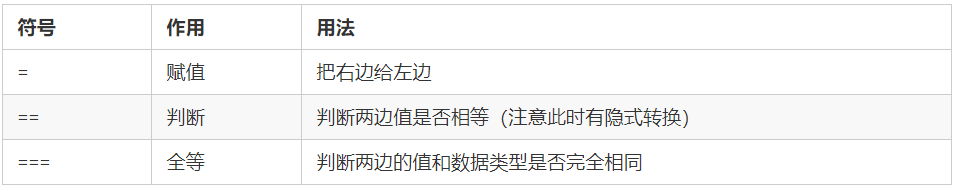 符号 作用 用法
= 赋值 把右边给左边
== 判断 判断两边值是否相等（注意此时有隐式转换）
=== 全等 判断两边的值和数据类型是否完全相同